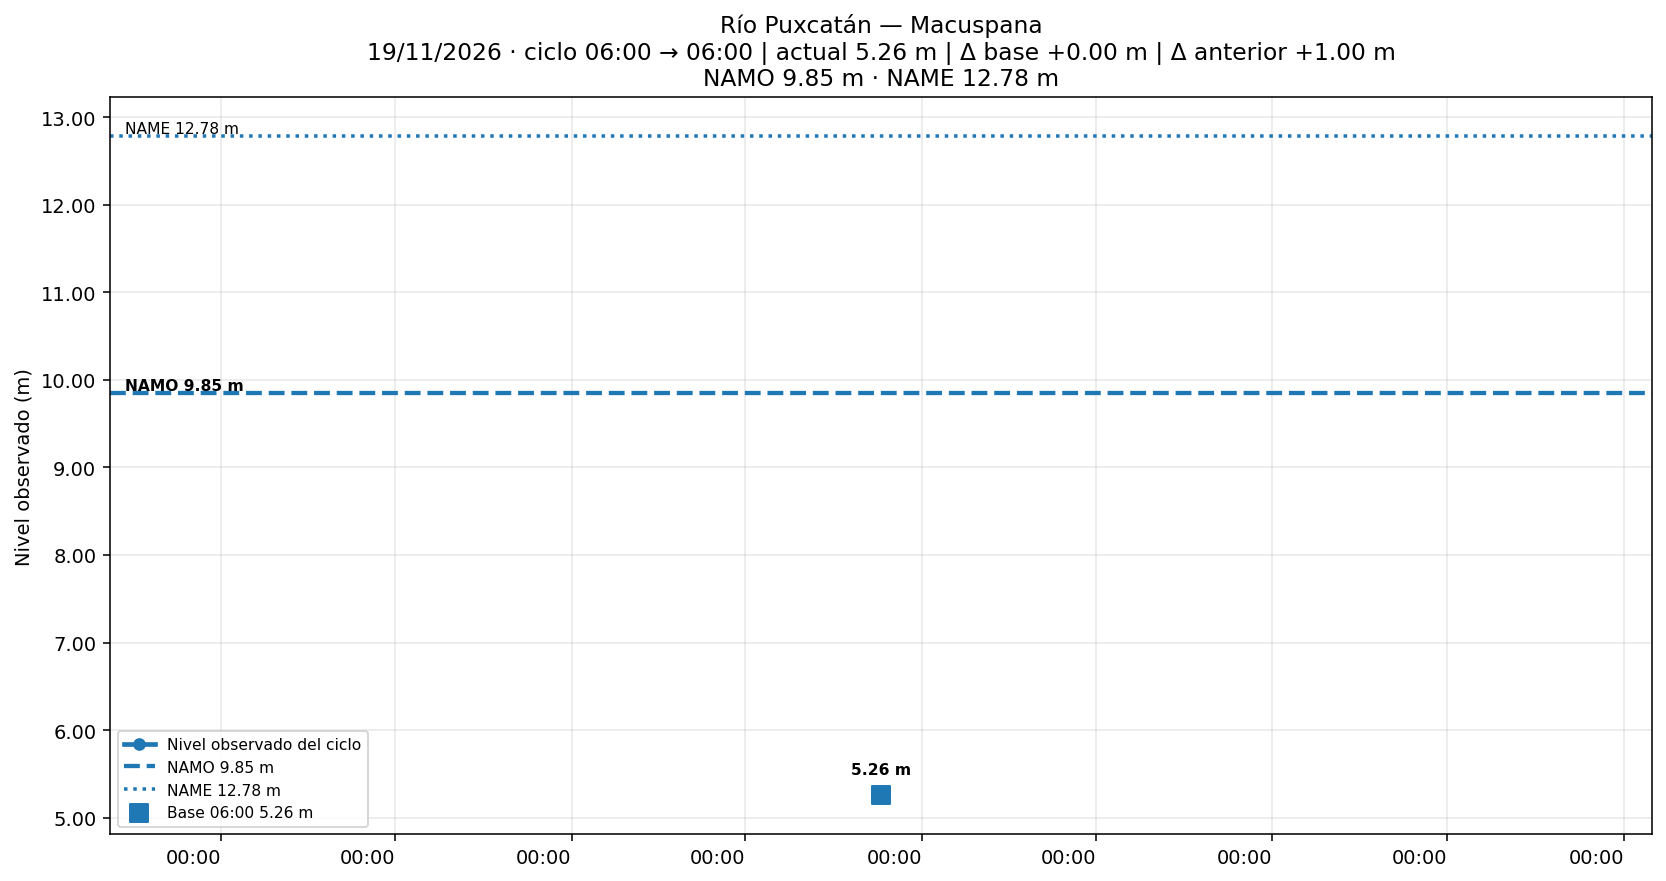 Río Puxcatán — Macuspana
19/11/2026 · ciclo 06:00 → 06:00 | actual 5.26 m | Δ base +0.00 m | Δ anterior +1.00 m
NAMO 9.85 m · NAME 12.78 m
13.00
NAME 12.78 m
12.00
11.00
10.00
NAMO 9.85 m
9.00
8.00
7.00
6.00
5.00
Nivel observado (m)
5.26 m
Nivel observado del ciclo
NAMO 9.85 m
NAME 12.78 m
Base 06:00 5.26 m
00:00 00:00 00:00 00:00 00:00 00:00 00:00 00:00 00:00